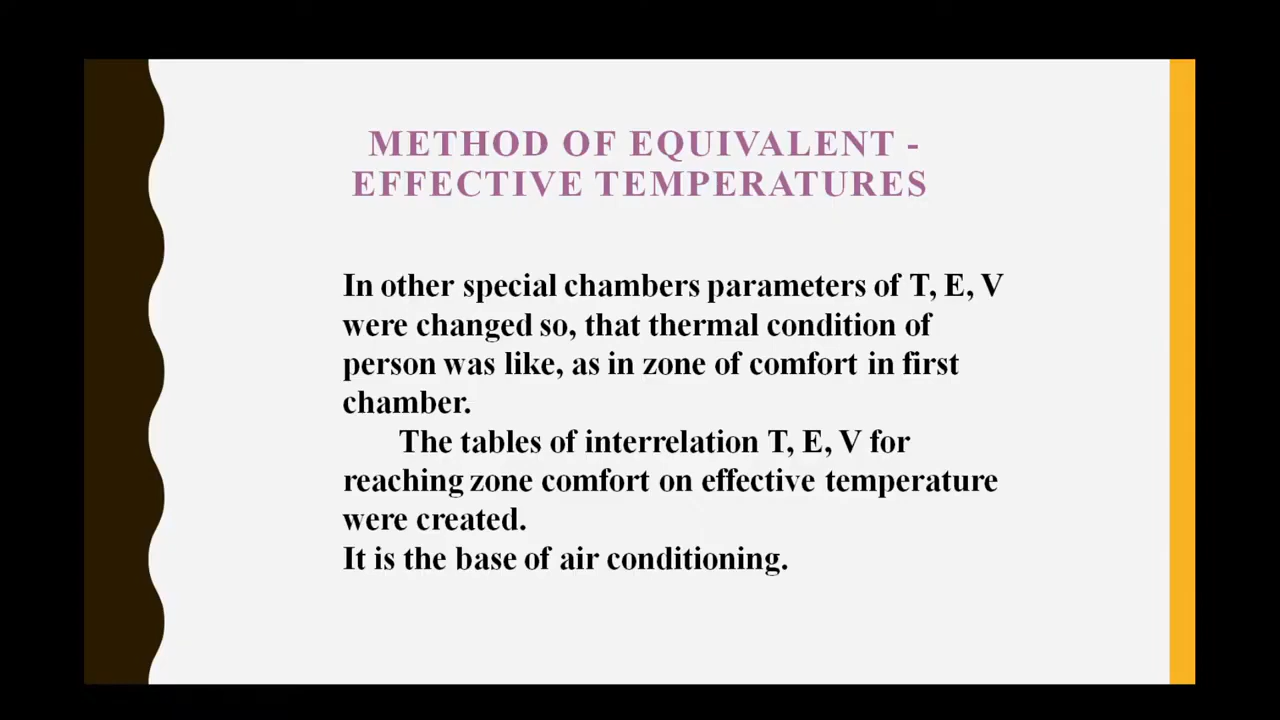 METHOD OF EQUIVALENT -
EFFECTIVE TEMPERATURES
In other special chambers parameters of T, E, V
were changed so, that thermal condition of
person was like, as in zone of comfort in first
chamber.
The tables of interrelation T, E, V for
reaching zone comfort on effective temperature
were created.
It is the base of air conditioning.